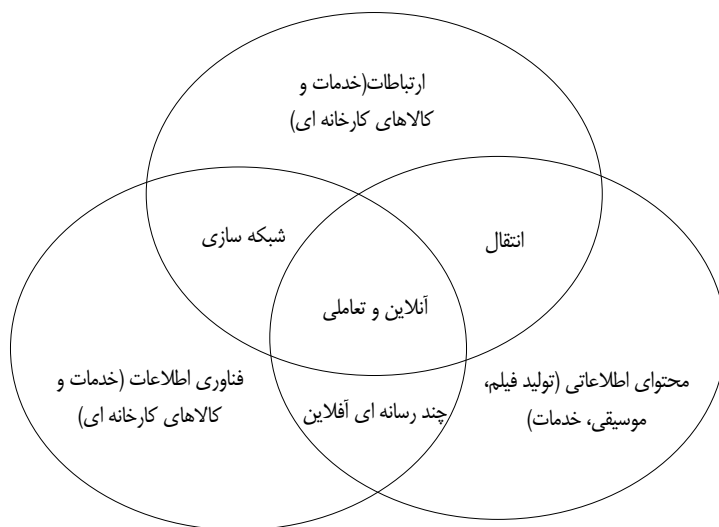 ارتباطات(خدمات و
کالاهای کارخانه ای)
شبکه سازی
انتقال
آنلاین و تعاملی
فناوری اطلاعات (خدمات و
کالاهای کارخانه ای)
چند رسانه ای آفلاین
محتوای اطلاعاتی (تولید فیلم،
موسیقی، خدمات)